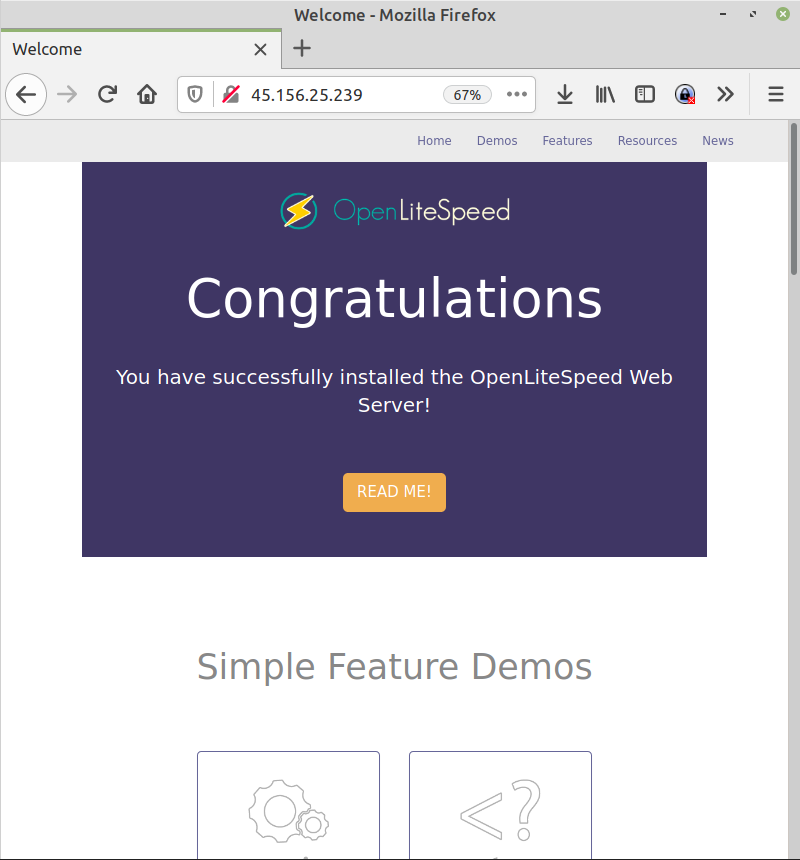 Welcome - Mozilla Firefox
Welcome
45.156.25.239
67%
Home Demos Features Resources News
OpenLiteSpeed
Congratulations
You have successfully installed the OpenLiteSpeed Web
Server!
READ ME!
Simple Feature Demos
<?